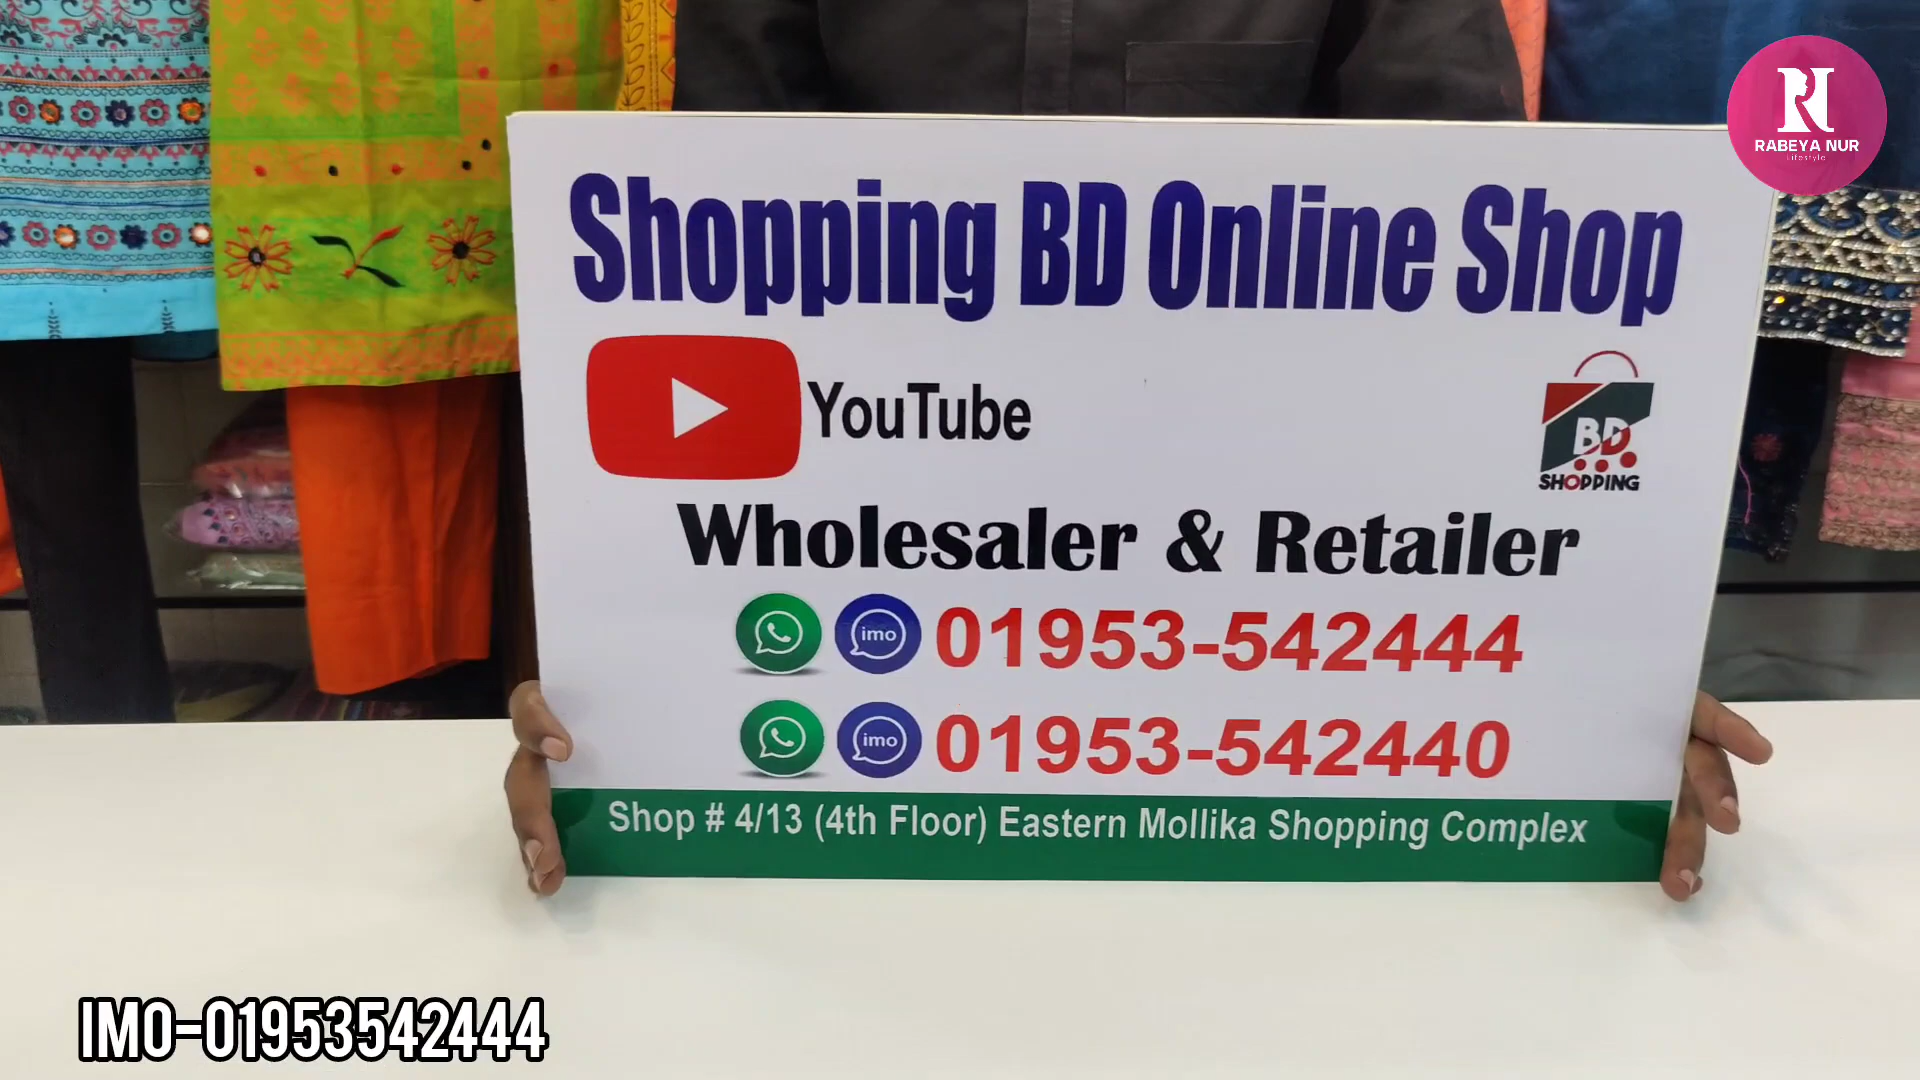 RABEYA NUR
Lifestyle
Shopping BD Online Shop
YouTube
BD
SHOPPING
Wholesaler & Retailer
imo 01953-542444
imo 01953-542440
Shop # 4/13 (4th Floor) Eastern Mollika Shopping Complex
IMO-01953542444